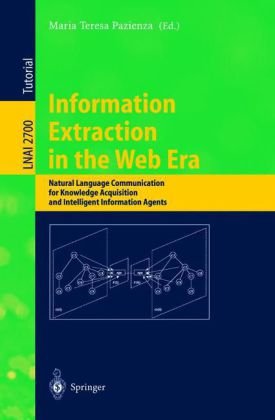 Maria Teresa Pazienza (Ed.)
Tutorial
LNAI 2700
Information
Extraction
in the Web Era
Natural Language Communication
for Knowledge Acquisition
and Intelligent Information Agents
Springer